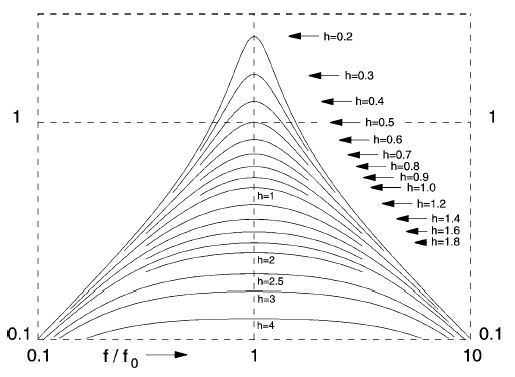 h=0.2
h=0.3
h=0.4
1 h=0.5 1
h=0.6
h=0.7
h=0.8
h=0.9
h=1.0
h=1
h=1.2
h=1.4
h=1.6
h=1.8
h=2
h=2.5
h=3
h=4
0.1 0.1
0.1 f/f0 1 10